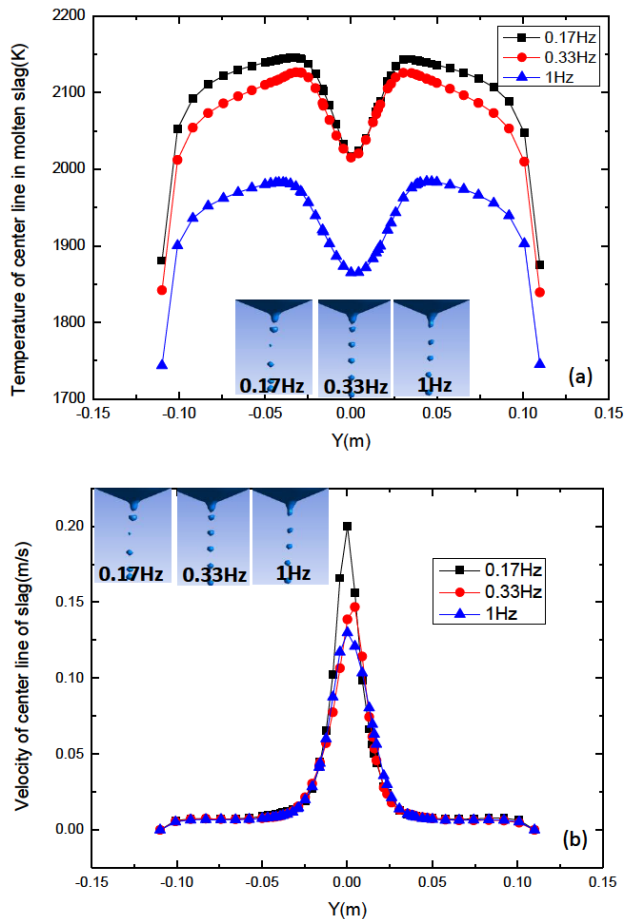 2200
2100
2000
1900
1800
1700
Temperature of center line in molten slag(K)
0.17Hz
0.33Hz
1Hz
0.17Hz
0.33Hz
1Hz
(a)
-0.15
-0.10
-0.05
0.00
0.05
0.10
0.15
Y(m)
0.20
0.15
0.10
0.05
0.00
Velocity of center line of slag(m/s)
0.17Hz
0.33Hz
1Hz
0.17Hz
0.33Hz
1Hz
(b)
-0.15
-0.10
-0.05
0.00
0.05
0.10
0.15
Y(m)